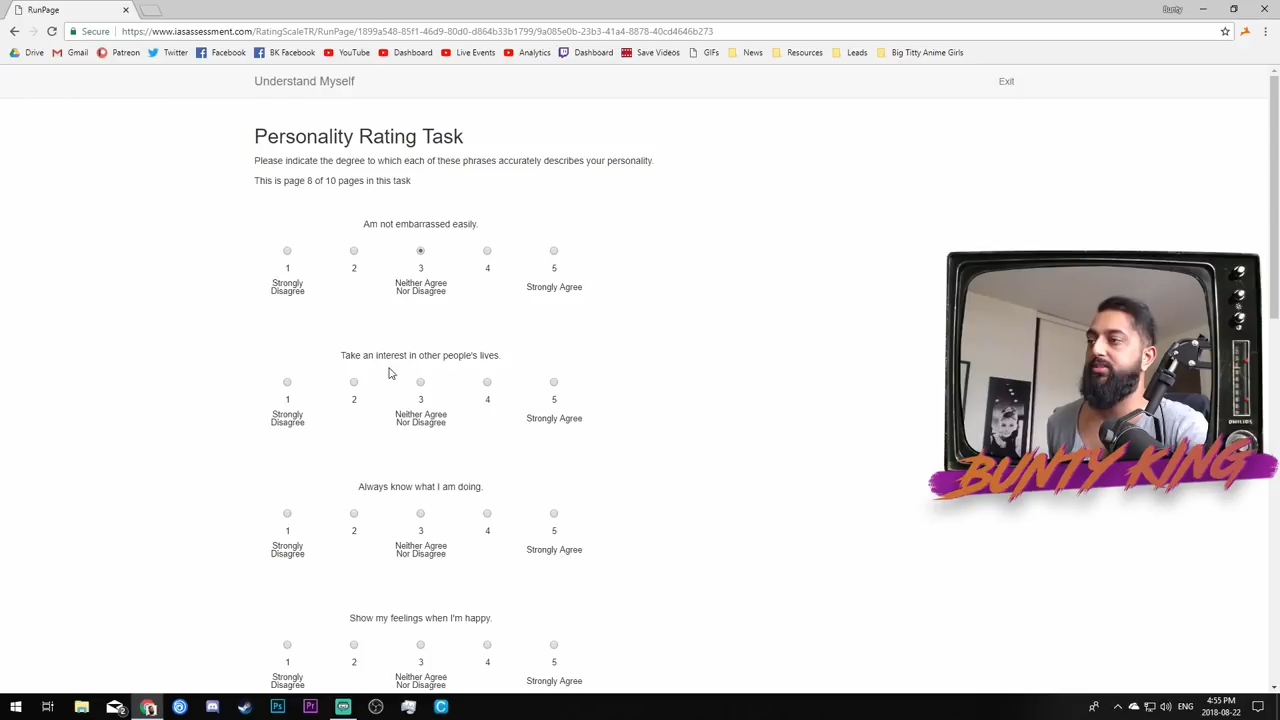 RunPage
Bunty
Secure https://www.iasassessment.com/RatingScaleTR/RunPage/1899a548-85f1-46d9-80d0-d864b33b1799/9a085e0b-23b3-41a4-8878-40cd4646b273
Drive Gmail Patreon Twitter Facebook BK Facebook YouTube Dashboard Live Events Analytics Dashboard Save Videos GIFs News Resources Leads Big Titty Anime Girls
Understand Myself Exit
Personality Rating Task
Please indicate the degree to which each of these phrases accurately describes your personality.
This is page 8 of 10 pages in this task
Am not embarrassed easily.
1 2 3 4 5
Strongly Disagree Neither Agree Nor Disagree Strongly Agree
Take an interest in other people's lives.
1 2 3 4 5
Strongly Disagree Neither Agree Nor Disagree Strongly Agree
Always know what I am doing.
1 2 3 4 5
Strongly Disagree Neither Agree Nor Disagree Strongly Agree
Show my feelings when I'm happy.
1 2 3 4 5
Strongly Disagree Neither Agree Nor Disagree Strongly Agree
PHILIPS
BUNTY KING
ENG
4:55 PM
2018-08-22